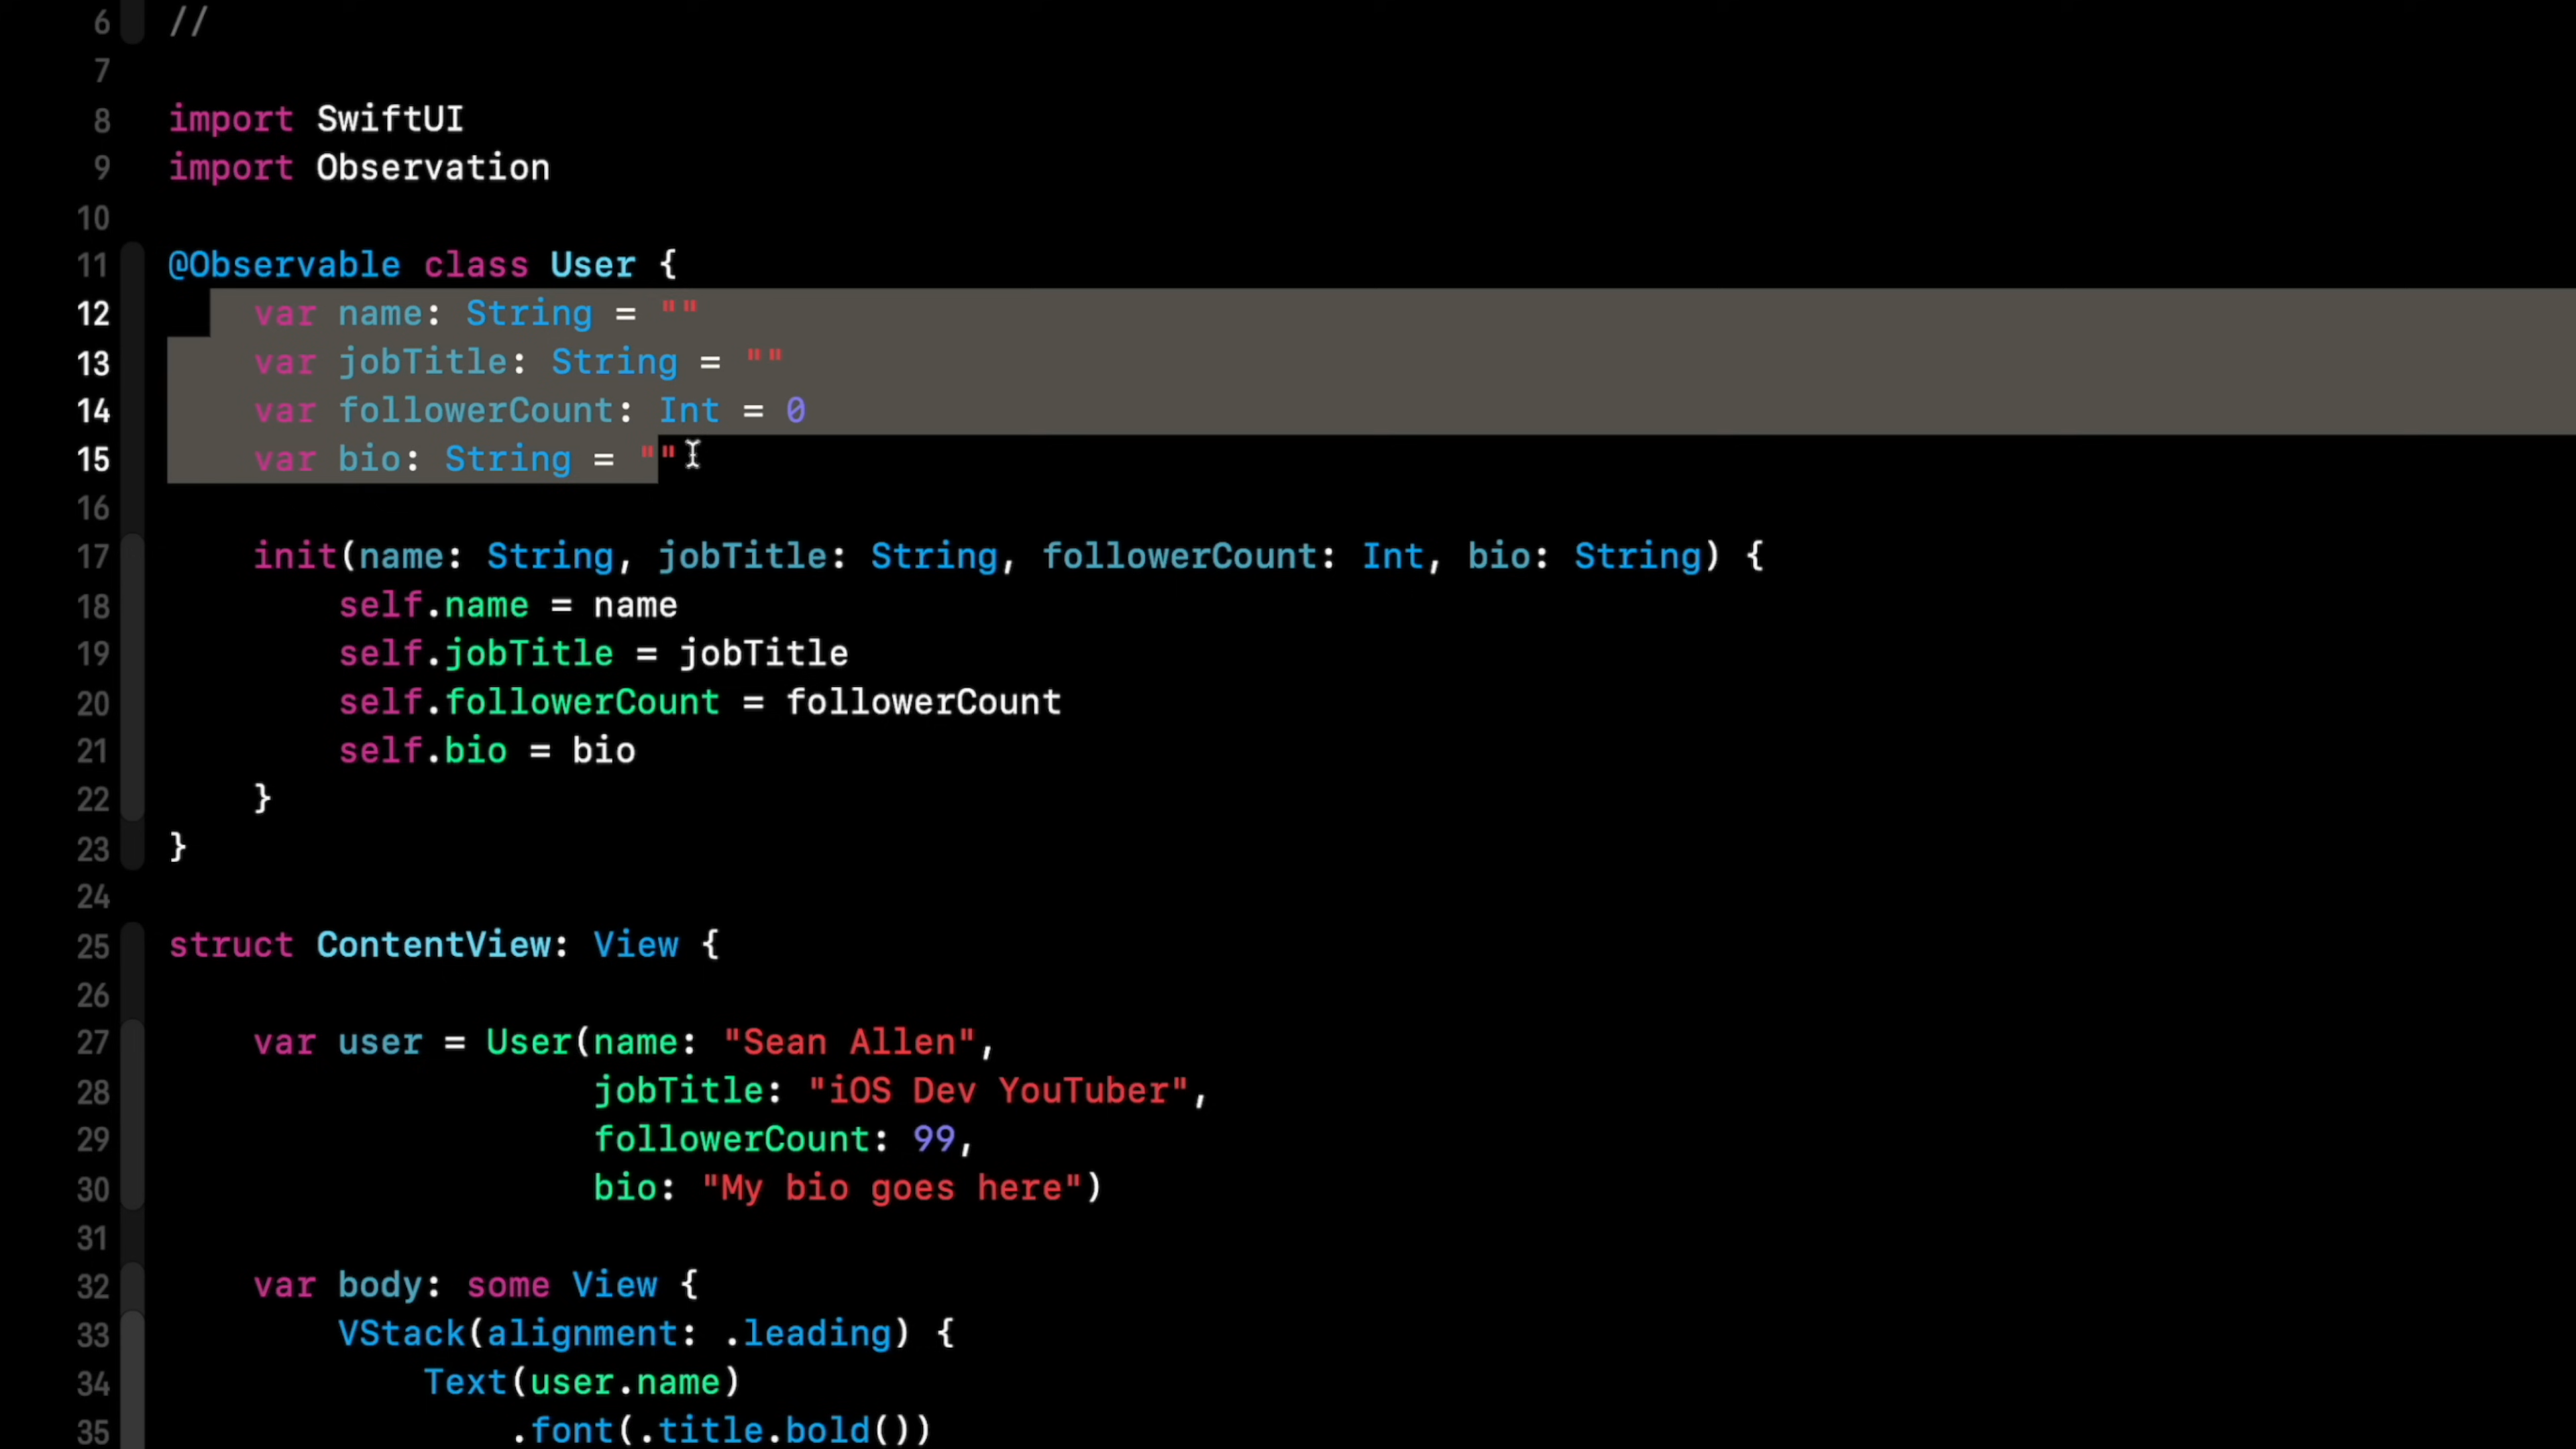 6 //
7
8 import SwiftUI
9 import Observation
10
11 @Observable class User {
12 var name: String = ""
13 var jobTitle: String = ""
14 var followerCount: Int = 0
15 var bio: String = ""
16
17 init(name: String, jobTitle: String, followerCount: Int, bio: String) {
18 self.name = name
19 self.jobTitle = jobTitle
20 self.followerCount = followerCount
21 self.bio = bio
22 }
23 }
24
25 struct ContentView: View {
26
27 var user = User(name: "Sean Allen",
28 jobTitle: "iOS Dev YouTuber",
29 followerCount: 99,
30 bio: "My bio goes here")
31
32 var body: some View {
33 VStack(alignment: .leading) {
34 Text(user.name)
35 .font(.title.bold())